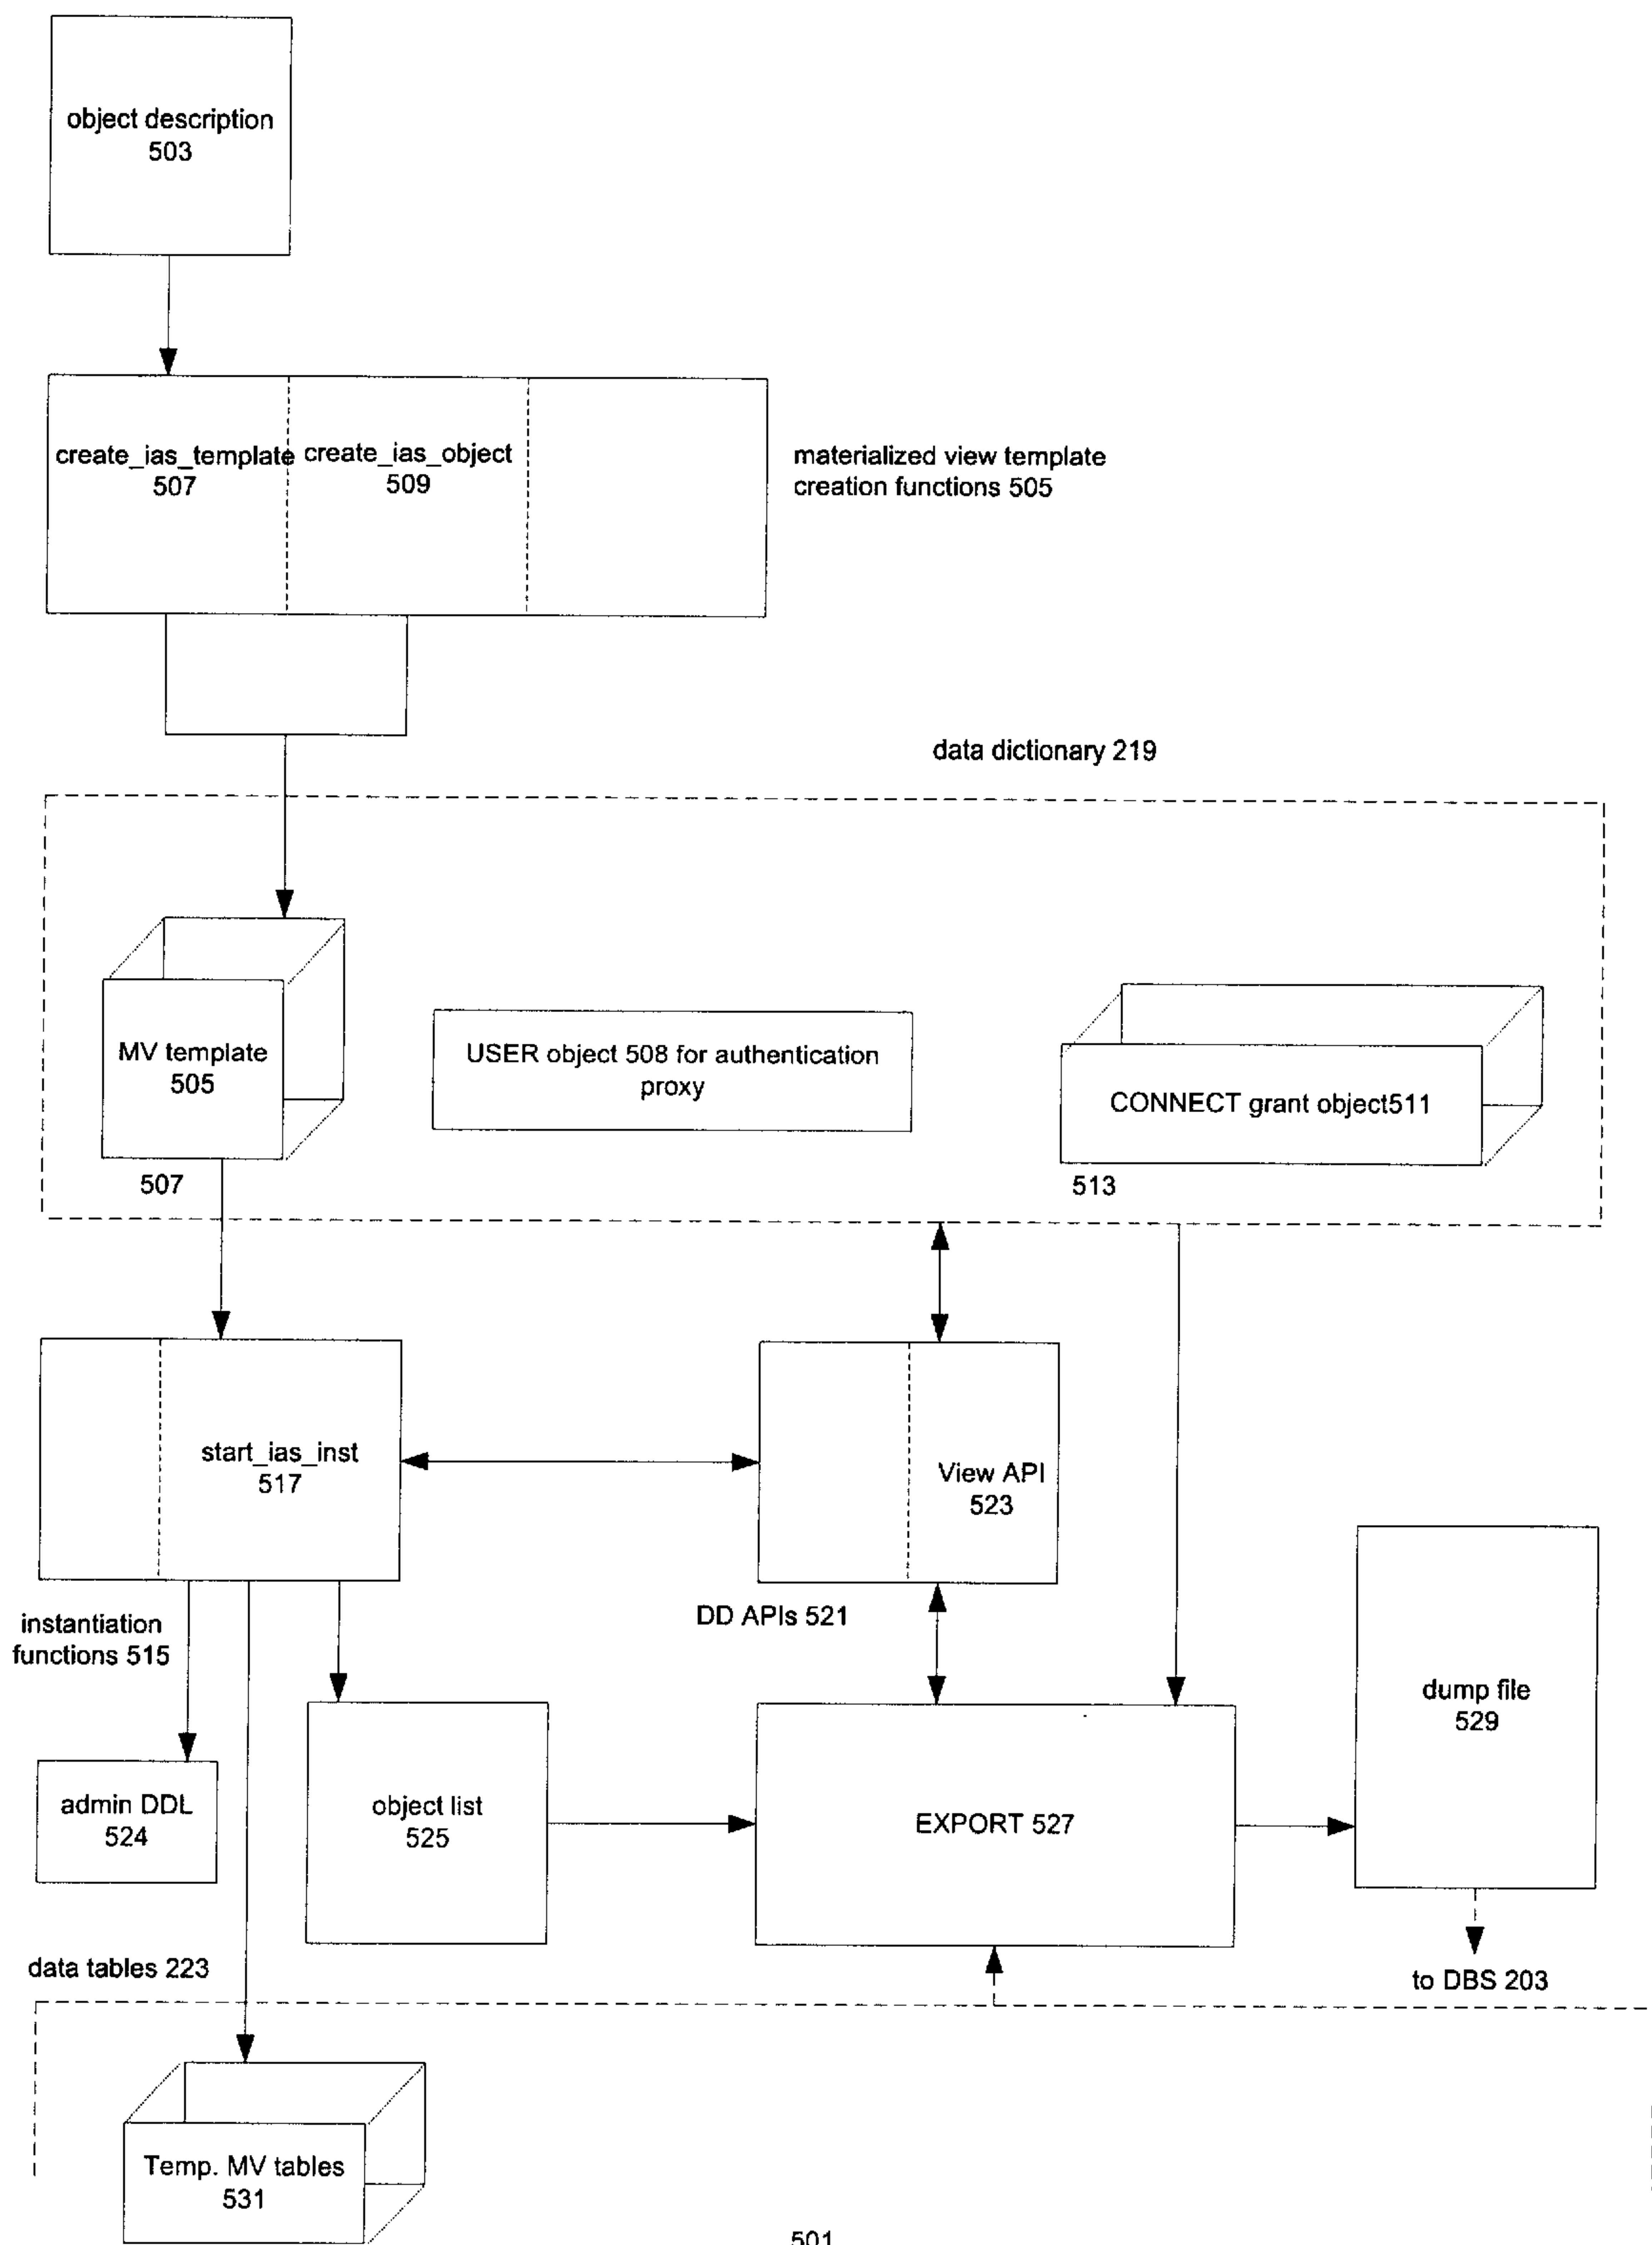 object description
503
create_ias_template
507
create_ias_object
509
materialized view template
creation functions 505
data dictionary 219
MV template
505
507
USER object 508 for authentication
proxy
CONNECT grant object511
513
start_ias_inst
517
View API
523
instantiation
functions 515
DD APIs 521
admin DDL
524
object list
525
EXPORT 527
dump file
529
to DBS 203
data tables 223
Temp. MV tables
531
501